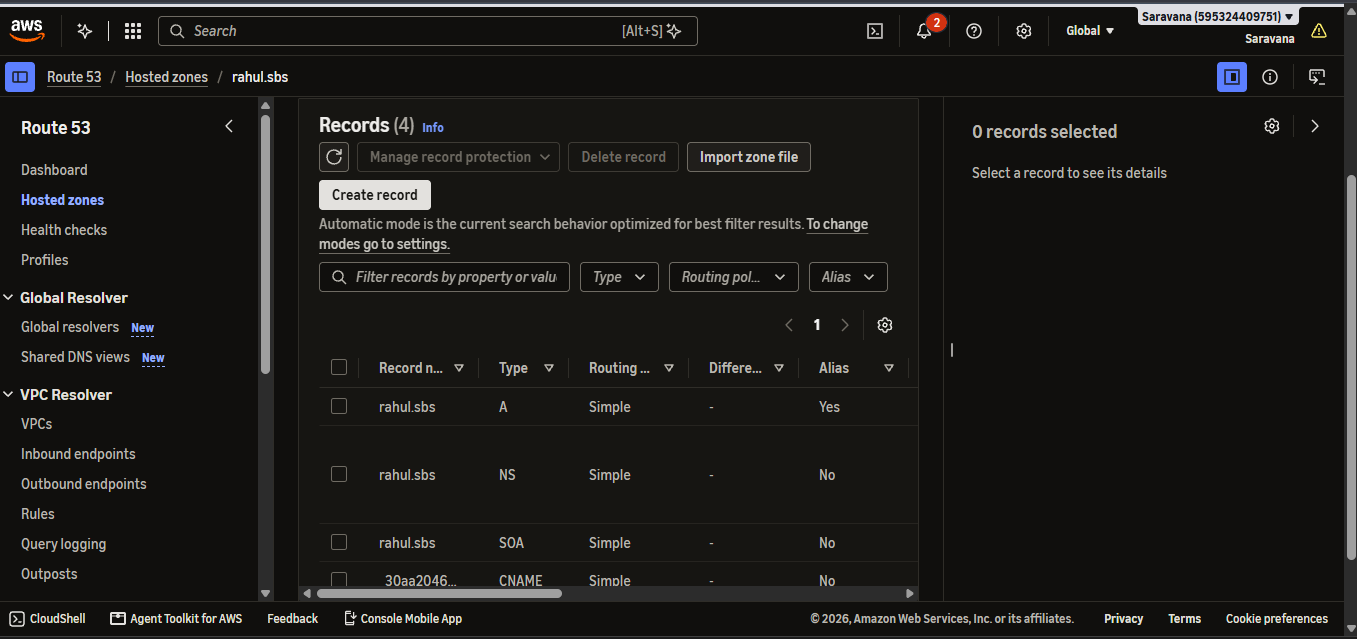 aws
Search [Alt+S]
2
Global
Saravana (595324409751)
Saravana
Route 53 / Hosted zones / rahul.sbs
Route 53
Dashboard
Hosted zones
Health checks
Profiles
Global Resolver
Global resolvers New
Shared DNS views New
VPC Resolver
VPCs
Inbound endpoints
Outbound endpoints
Rules
Query logging
Outposts
Records (4) Info
Manage record protection Delete record Import zone file
Create record
Automatic mode is the current search behavior optimized for best filter results. To change
modes go to settings.
Filter records by property or valu
Type Routing pol... Alias
1
Record n... Type Routing ... Differe... Alias
rahul.sbs A Simple - Yes
rahul.sbs NS Simple - No
rahul.sbs SOA Simple - No
_30aa2046... CNAME Simple - No
0 records selected
Select a record to see its details
CloudShell Agent Toolkit for AWS Feedback Console Mobile App © 2026, Amazon Web Services, Inc. or its affiliates. Privacy Terms Cookie preferences